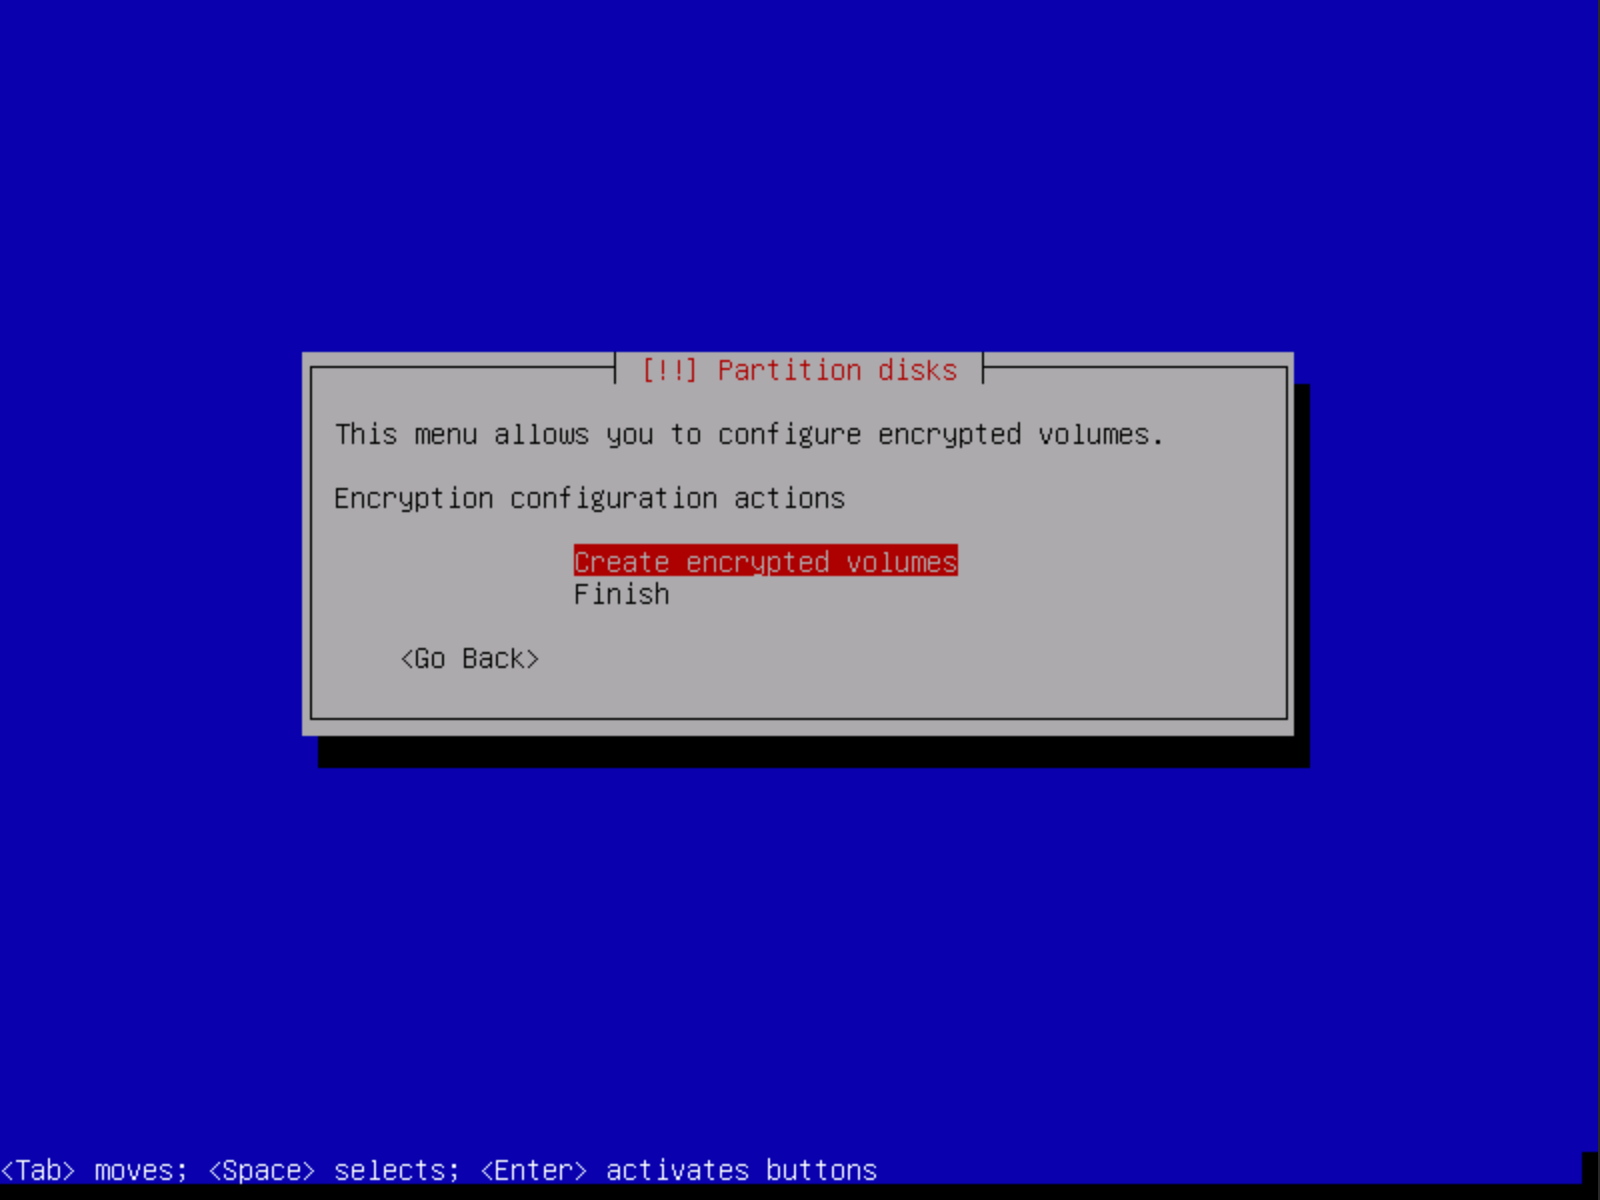 [!!] Partition disks
This menu allows you to configure encrypted volumes.
Encryption configuration actions
Create encrypted volumes
Finish
<Go Back>
<Tab> moves; <Space> selects; <Enter> activates buttons